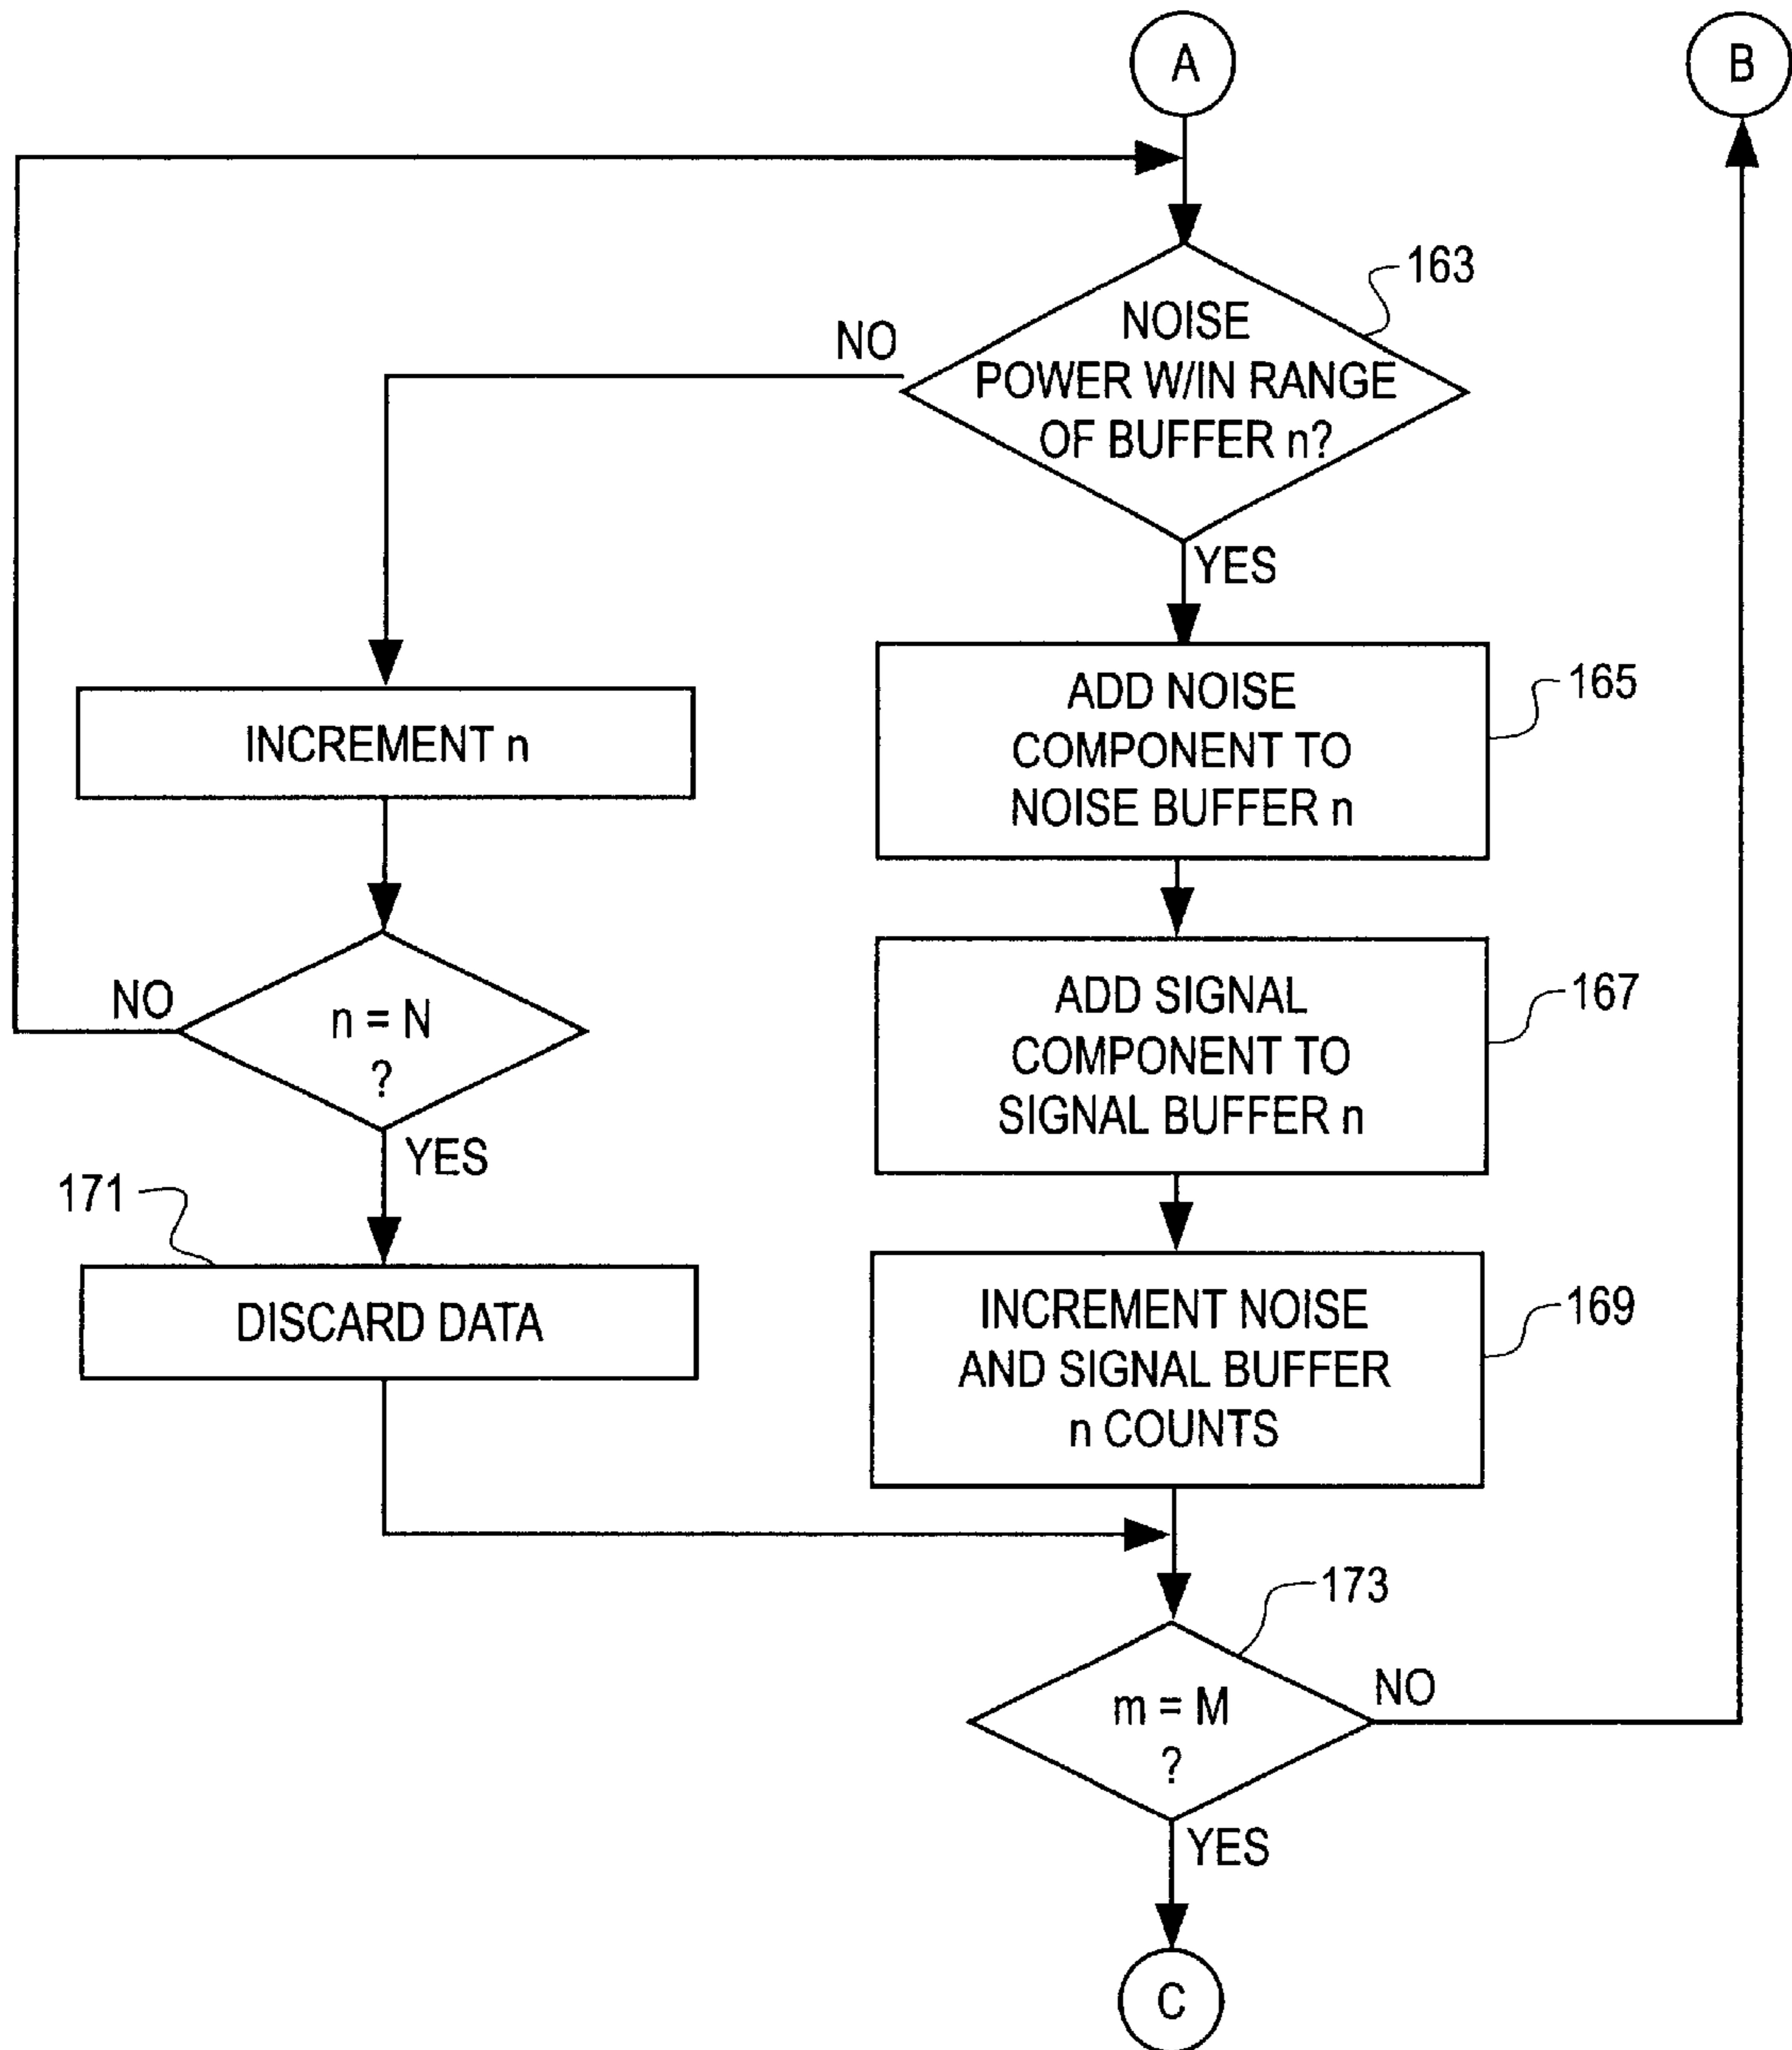 A
B
163
NOISE
POWER W/IN RANGE
OF BUFFER n?
NO
YES
INCREMENT n
ADD NOISE
COMPONENT TO
NOISE BUFFER n
165
n = N
?
NO
YES
ADD SIGNAL
COMPONENT TO
SIGNAL BUFFER n
167
171
DISCARD DATA
INCREMENT NOISE
AND SIGNAL BUFFER
n COUNTS
169
173
m = M
?
NO
YES
C